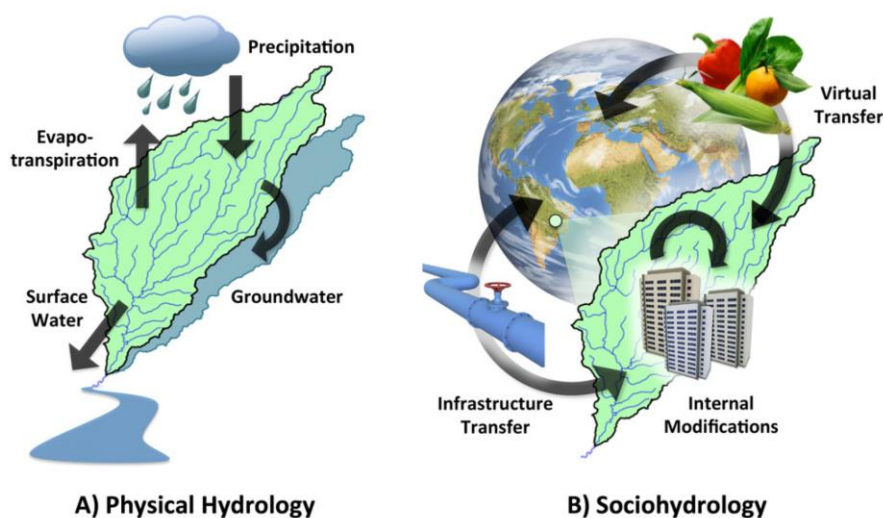 Precipitation
Evapo-
transpiration
Surface
Water
Groundwater
A) Physical Hydrology
Virtual
Transfer
Infrastructure
Transfer
Internal
Modifications
B) Sociohydrology